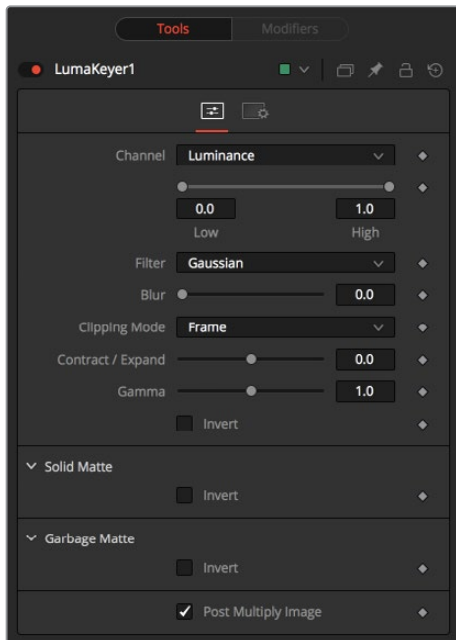 Tools Modifiers
LumaKeyer1
Channel Luminance
0.0 1.0
Low High
Filter Gaussian
Blur 0.0
Clipping Mode Frame
Contract / Expand 0.0
Gamma 1.0
Invert
Solid Matte
Invert
Garbage Matte
Invert
Post Multiply Image